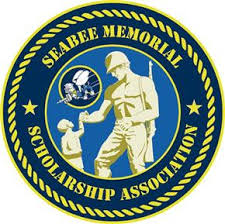 SEABEE MEMORIAL
SCHOLARSHIP ASSOCIATION